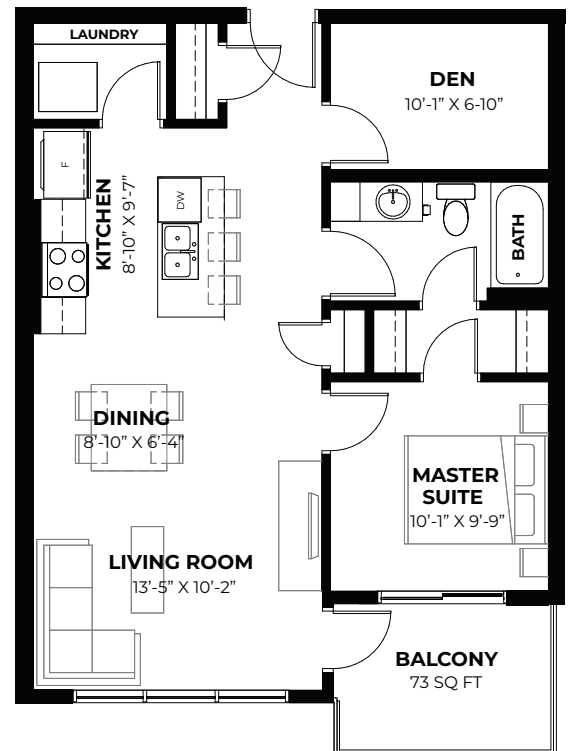 LAUNDRY
DEN
10’-1” X 6’-10”
F
KITCHEN
8’-10” X 9’-7”
DW
BATH
DINING
8’-10” X 6’-4”
MASTER
SUITE
10’-1” X 9’-9”
LIVING ROOM
13’-5” X 10’-2”
BALCONY
73 SQ FT